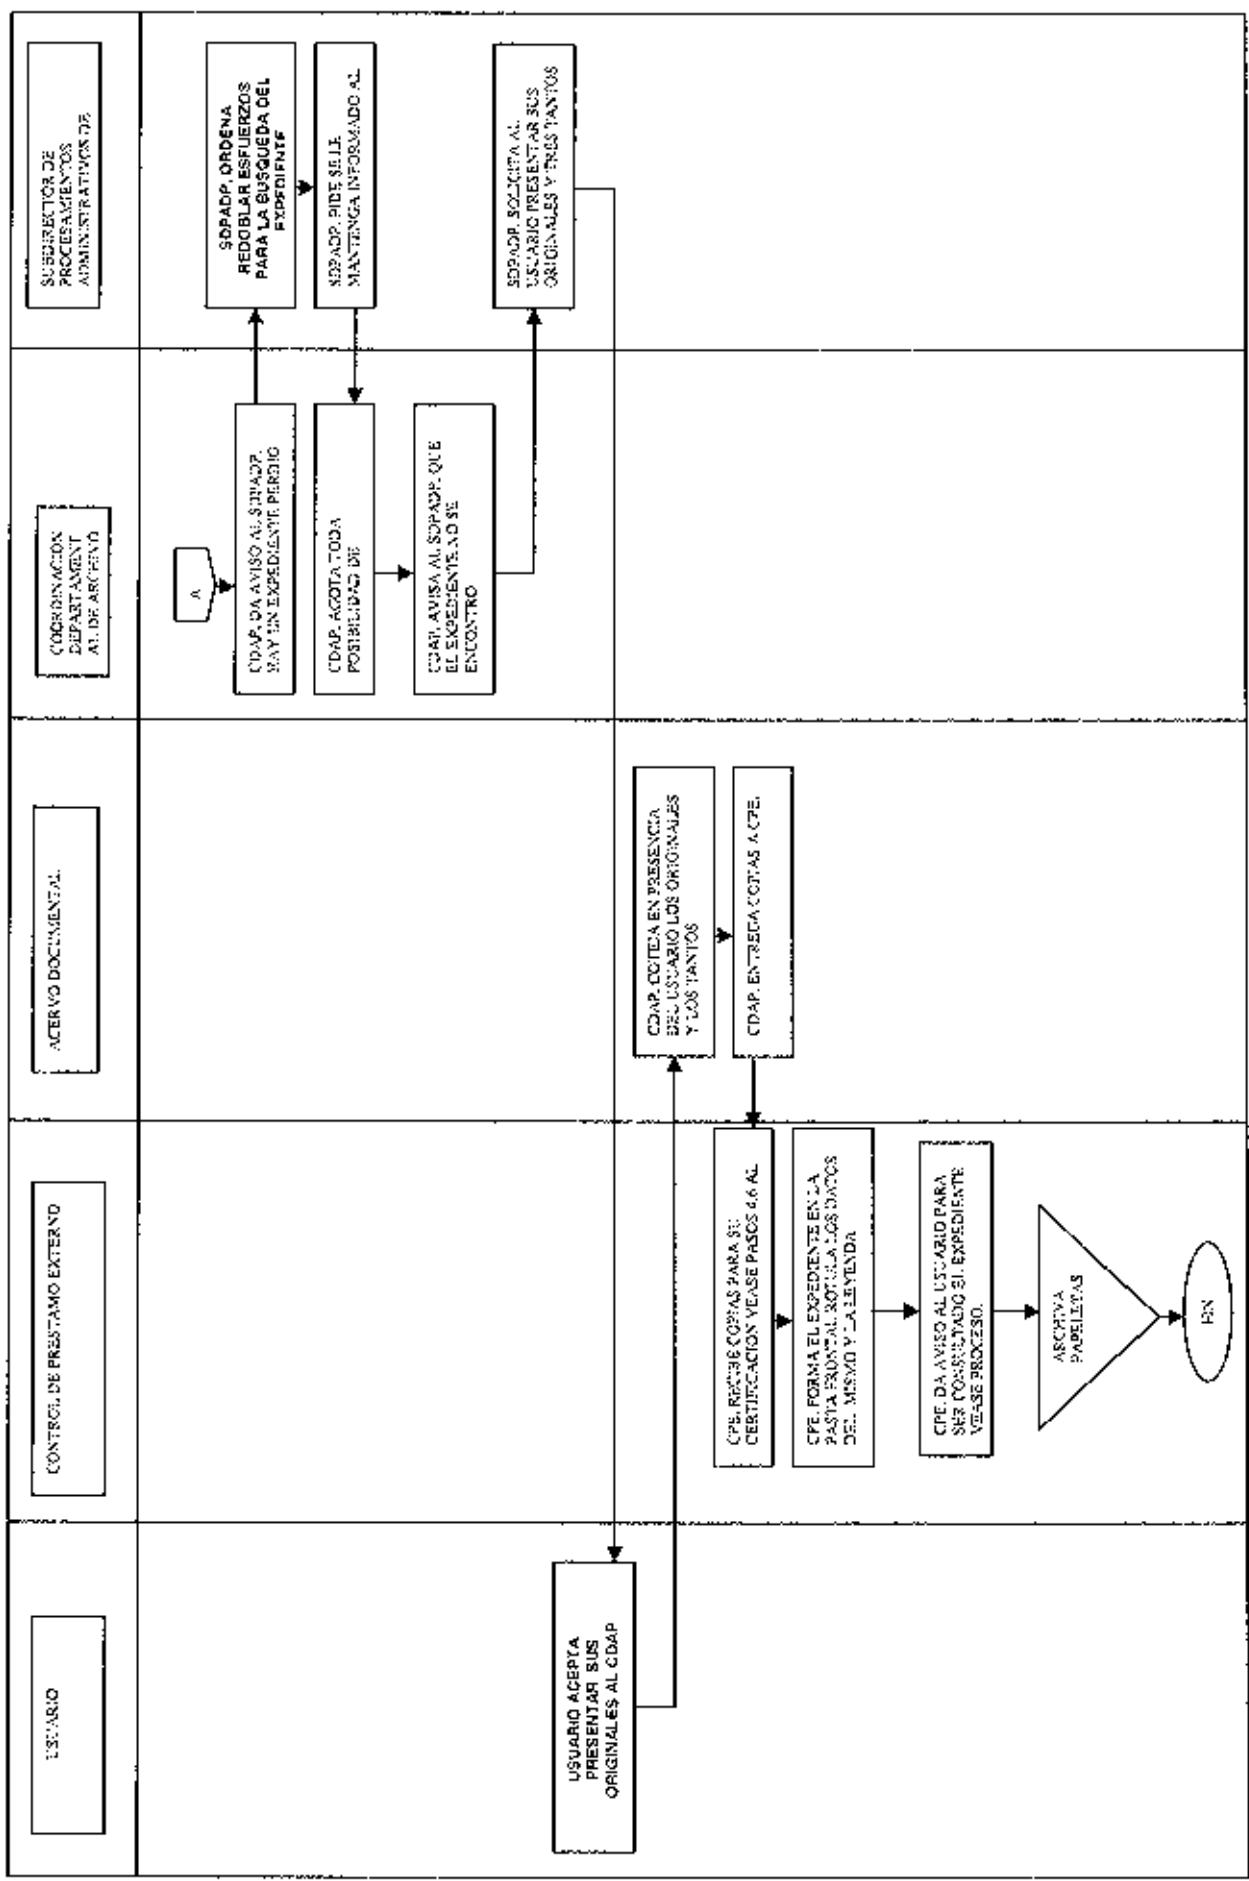 USUARIO
CONTROL DE PRESTAMO EXTERNO
ACERVO DOCUMENTAL
COORDINACION
DEPARTAMENT
AL DE ARCHIVO
SUBDIRECTOR DE
PROCESAMIENTOS
ADMINISTRATIVOS DE
A
CDAP. DA AVISO AL SDPADP.
HAY UN EXPEDIENTE PERDIO
SDPADP. ORDENA
REDOBLAR ESFUERZOS
PARA LA BUSQUEDA DEL
EXPEDIENTE
SDPADP. PIDE SE LE
MANTENGA INFORMADO AL
CDAP. AGOTA TODA
POSIBILIDAD DE
CDAP. AVISA AL SDPADP. QUE
EL EXPEDIENTE NO SE
ENCONTRO
SDPADP. SOLICITA AL
USUARIO PRESENTAR SUS
ORIGINALES Y TRES TANTOS
USUARIO ACEPTA
PRESENTAR SUS
ORIGINALES AL CDAP
CDAP. COTEJA EN PRESENCIA
DEL USUARIO LOS ORIGINALES
Y LOS TANTOS
CDAP. ENTREGA COPIAS A CPE.
CPE. RECIBE COPIAS PARA SU
CERTIFICACION VEASE PASOS 4.6 AL
CPE. FORMA EL EXPEDIENTE EN LA
PASTA FRONTAL ROTULA LOS DATOS
DEL MISMO Y LA LEYENDA
CPE. DA AVISO AL USUARIO PARA
SER CONSULTADO EL EXPEDIENTE
VEASE PROCESO.
ARCHIVA
PAPELETAS
FIN